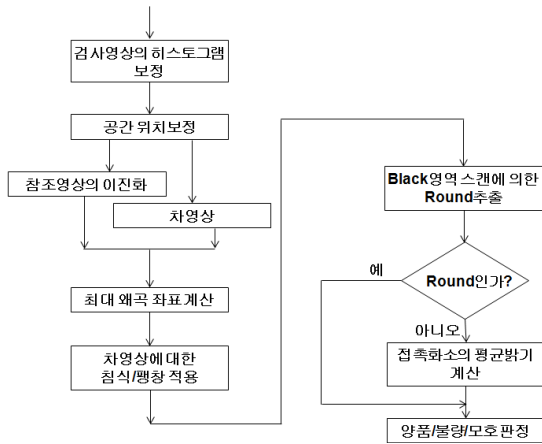 검사영상의 히스토그램
보정
공간 위치보정
참조영상의 이진화
차영상
최대 왜곡 좌표계산
차영상에 대한
침식/팽창 적용
Black영역 스캔에 의한
Round추출
예
Round인가?
아니오
접촉화소의 평균밝기
계산
양품/불량/모호판정